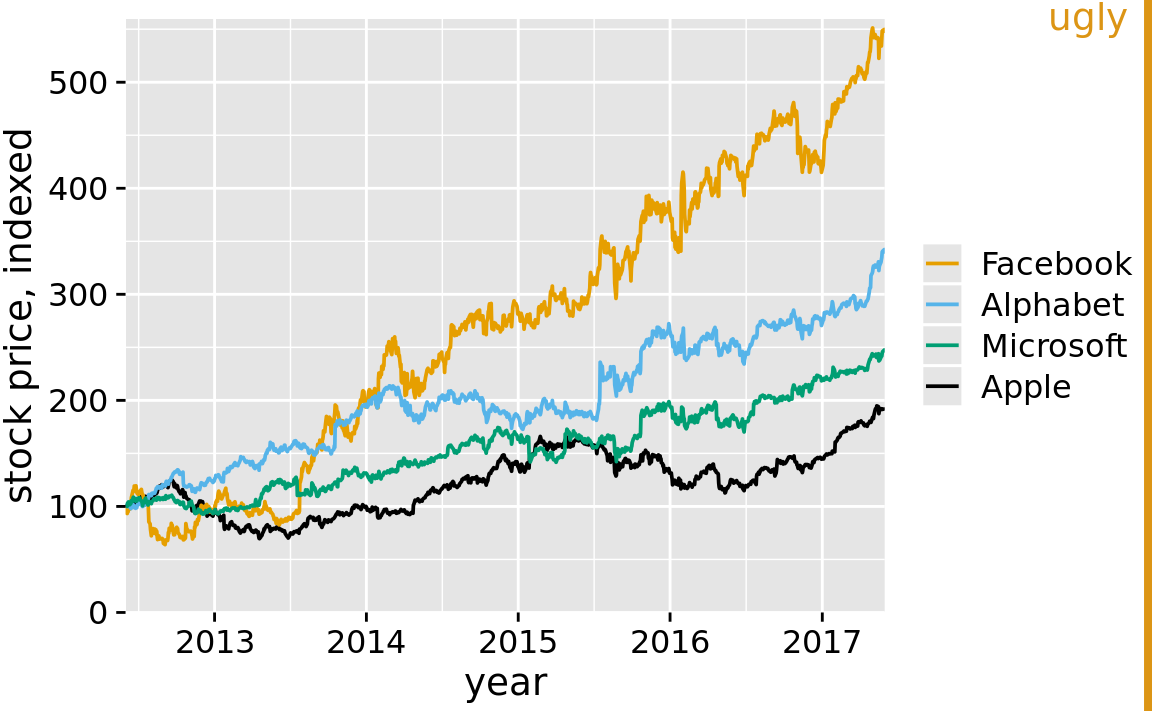 ugly
stock price, indexed
500
400
300
200
100
0
2013 2014 2015 2016 2017
year
Facebook
Alphabet
Microsoft
Apple